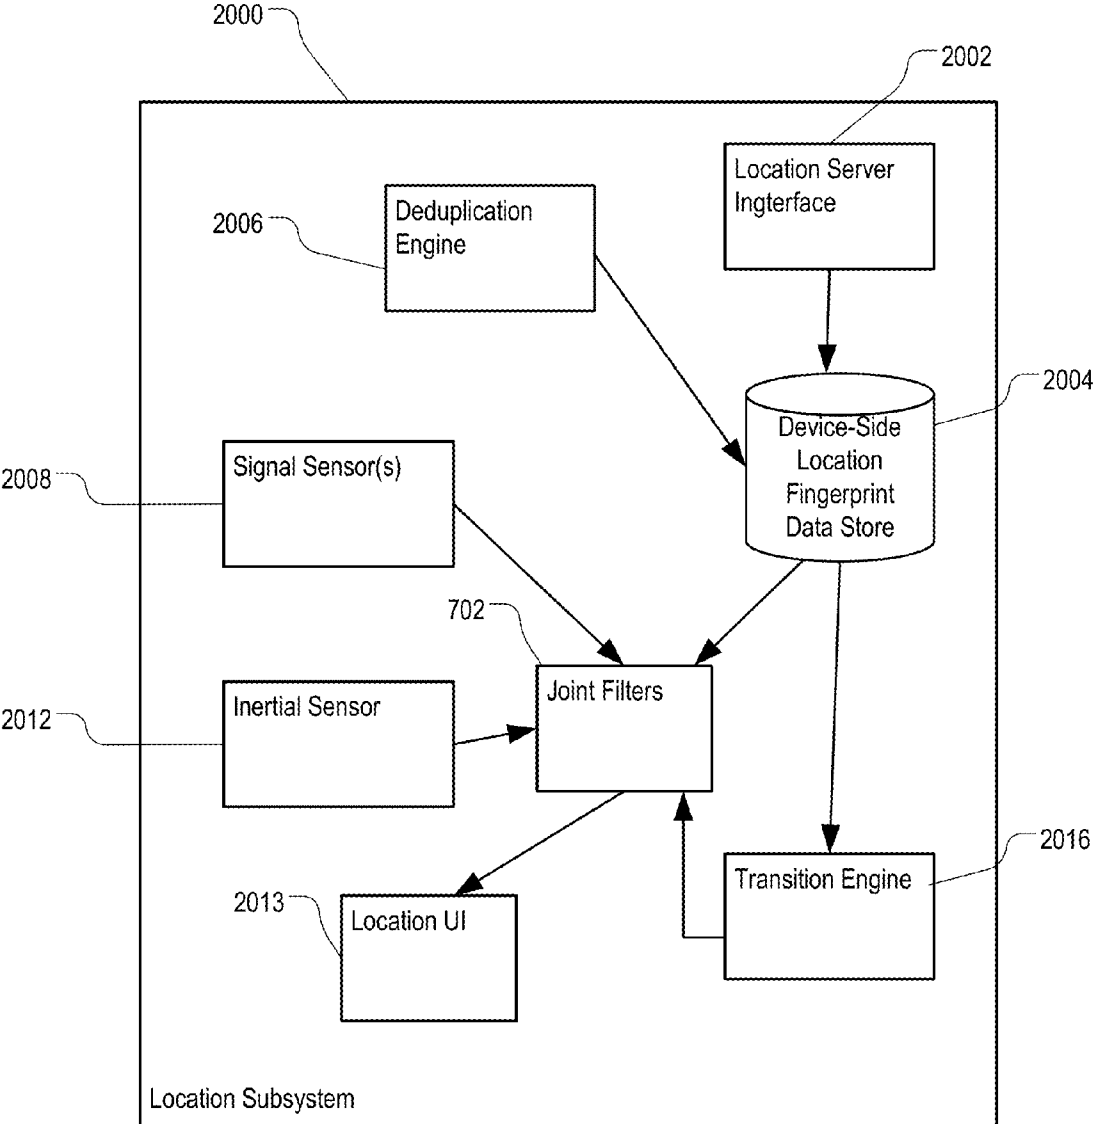 2000
2002
Location Server
Ingterface
Deduplication
Engine
2006
2004
Device-Side
Location
Fingerprint
Data Store
Signal Sensor(s)
2008
702
Joint Filters
Inertial Sensor
2012
2016
Transition Engine
2013
Location UI
Location Subsystem